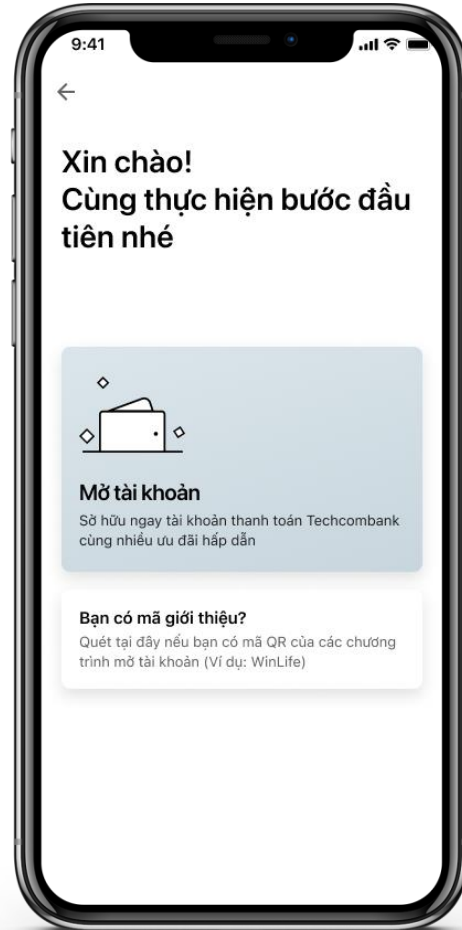 9:41
Xin chào!
Cùng thực hiện bước đầu
tiên nhé
Mở tài khoản
Sở hữu ngay tài khoản thanh toán Techcombank
cùng nhiều ưu đãi hấp dẫn
Bạn có mã giới thiệu?
Quét tại đây nếu bạn có mã QR của các chương
trình mở tài khoản (Ví dụ: WinLife)